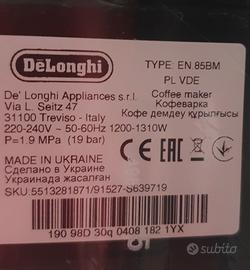 DeLonghi
TYPE EN 85BM
PL VDE
De' Longhi Appliances s.r.l.
Coffee maker
Via L. Seitz 47
Кофеварка
31100 Treviso - Italy
Кофе демдеу құрылғысы
220-240V ~ 50-60Hz 1200-1310W
P=1.9 MPa (19 bar)
MADE IN UKRAINE
Сделано в Украине
Украинада жасалған
SKU:5513281871/91527-S639719
190 98D 30q 0408 182 1YX
subito